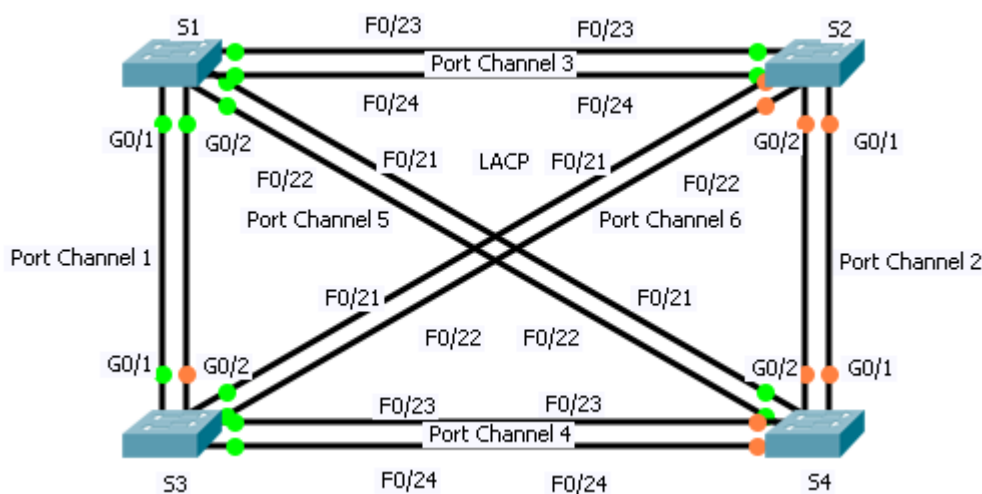 S1
F0/23
F0/23
S2
Port Channel 3
F0/24
F0/24
G0/1
G0/2
G0/2
G0/1
F0/21
LACP
F0/21
F0/22
F0/22
Port Channel 5
Port Channel 6
Port Channel 1
Port Channel 2
F0/21
F0/21
F0/22
F0/22
G0/1
G0/2
G0/2
G0/1
F0/23
F0/23
Port Channel 4
S3
F0/24
F0/24
S4